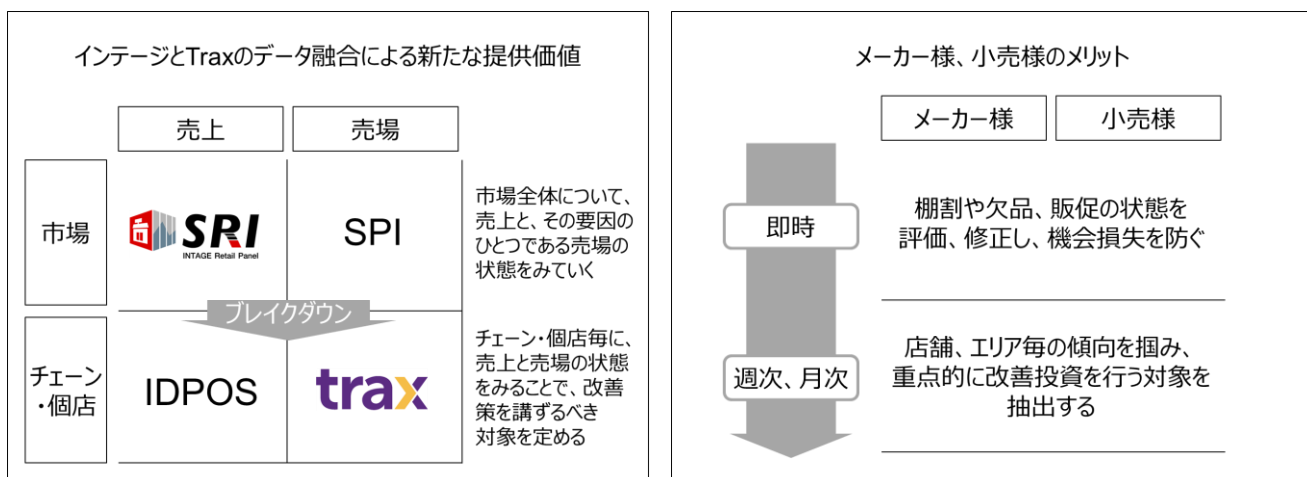 インテージとTraxのデータ融合による新たな提供価値
売上
売場
市場
SRI
INTAGE Retail Panel
SPI
市場全体について、
売上と、その要因の
ひとつである売場の
状態をみていく
ブレイクダウン
チェーン
・個店
IDPOS
trax
チェーン・個店毎に、
売上と売場の状態
をみることで、改善
策を講ずるべき
対象を定める
メーカー様、小売様のメリット
メーカー様
小売様
即時
棚割や欠品、販促の状態を
評価、修正し、機会損失を防ぐ
週次、月次
店舗、エリア毎の傾向を掴み、
重点的に改善投資を行う対象を
抽出する